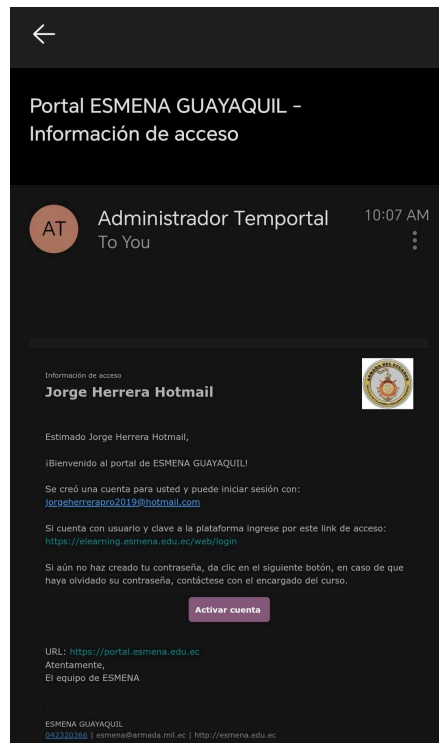 Portal ESMENA GUAYAQUIL -
Información de acceso
AT
Administrador Temportal
10:07 AM
To You
Información de acceso
Jorge Herrera Hotmail
Estimado Jorge Herrera Hotmail,
¡Bienvenido al portal de ESMENA GUAYAQUIL!
Se creó una cuenta para usted y puede iniciar sesión con:
jorgeherrerapro2019@hotmail.com
Si cuenta con usuario y clave a la plataforma ingrese por este link de acceso:
https://elearning.esmena.edu.ec/web/login
Si aún no haz creado tu contraseña, da clic en el siguiente botón, en caso de que
haya olvidado su contraseña, contáctese con el encargado del curso.
Activar cuenta
URL: https://portal.esmena.edu.ec
Atentamente,
El equipo de ESMENA
ESMENA GUAYAQUIL
042320366 | esmena@armada.mil.ec | http://esmena.edu.ec